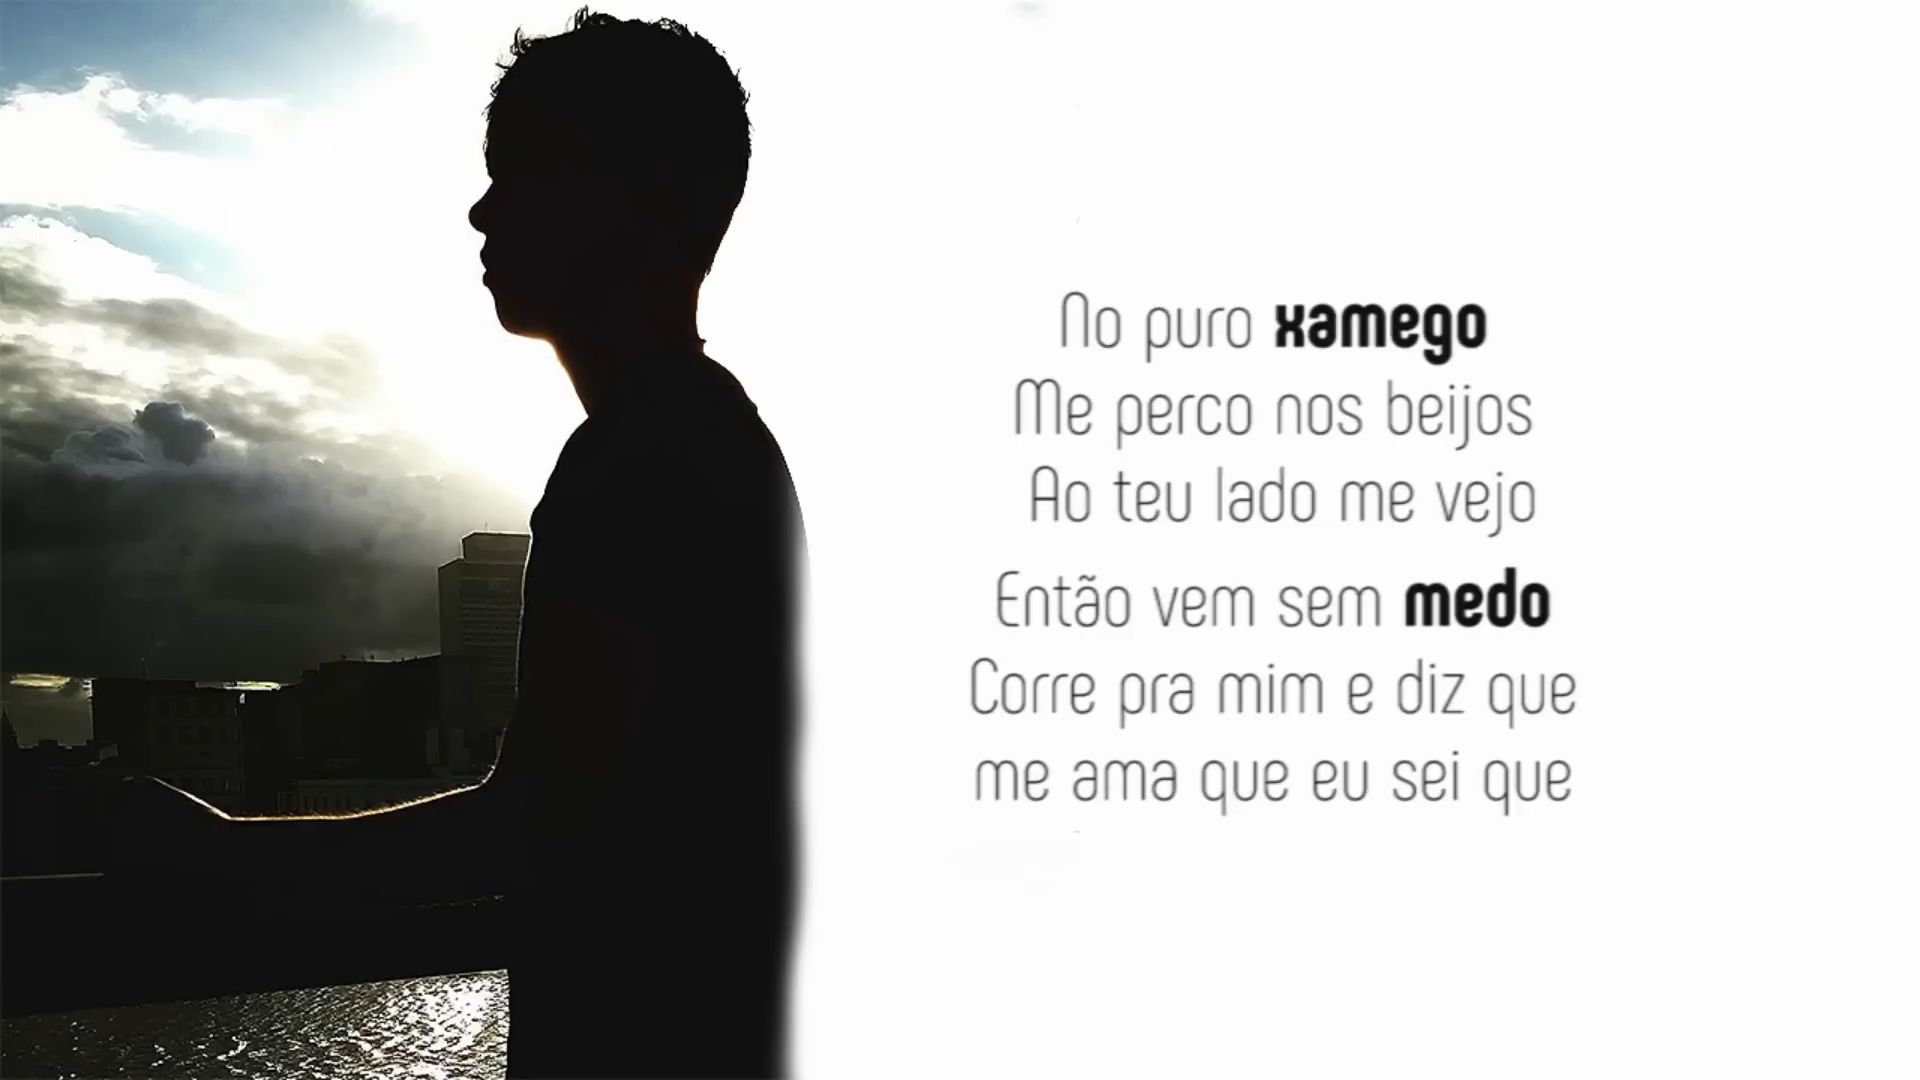 No puro xamego
Me perco nos beijos
Ao teu lado me vejo
Então vem sem medo
Corre pra mim e diz que
me ama que eu sei que